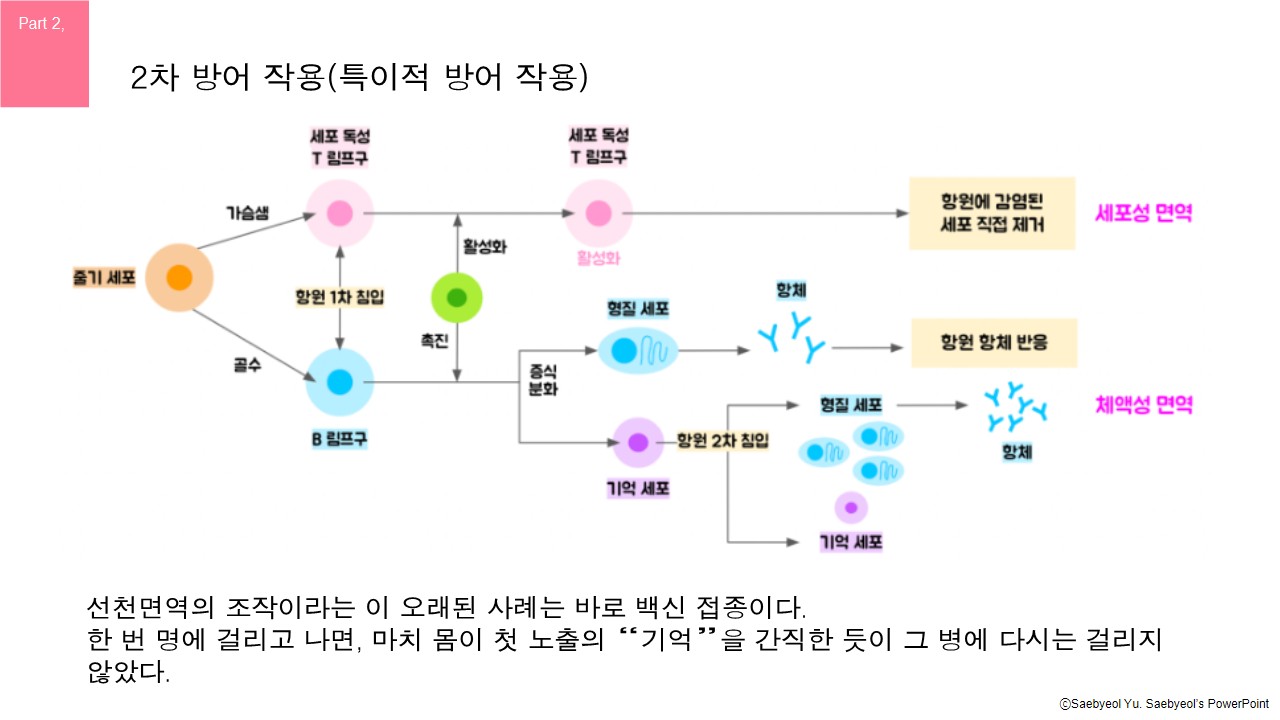 Part 2,
2차 방어 작용(특이적 방어 작용)
세포 독성
T 림프구
세포 독성
T 림프구
가슴샘
항원에 감염된
세포 직접 제거
세포성 면역
활성화
활성화
줄기 세포
항원 1차 침입
형질 세포
항체
촉진
골수
증식
분화
항원 항체 반응
B 림프구
형질 세포
체액성 면역
항원 2차 침입
항체
기억 세포
기억 세포
선천면역의 조작이라는 이 오래된 사례는 바로 백신 접종이다.
한 번 명에 걸리고 나면, 마치 몸이 첫 노출의 “기억”을 간직한 듯이 그 병에 다시는 걸리지
않았다.
ⓒSaebyeol Yu. Saebyeol's PowerPoint